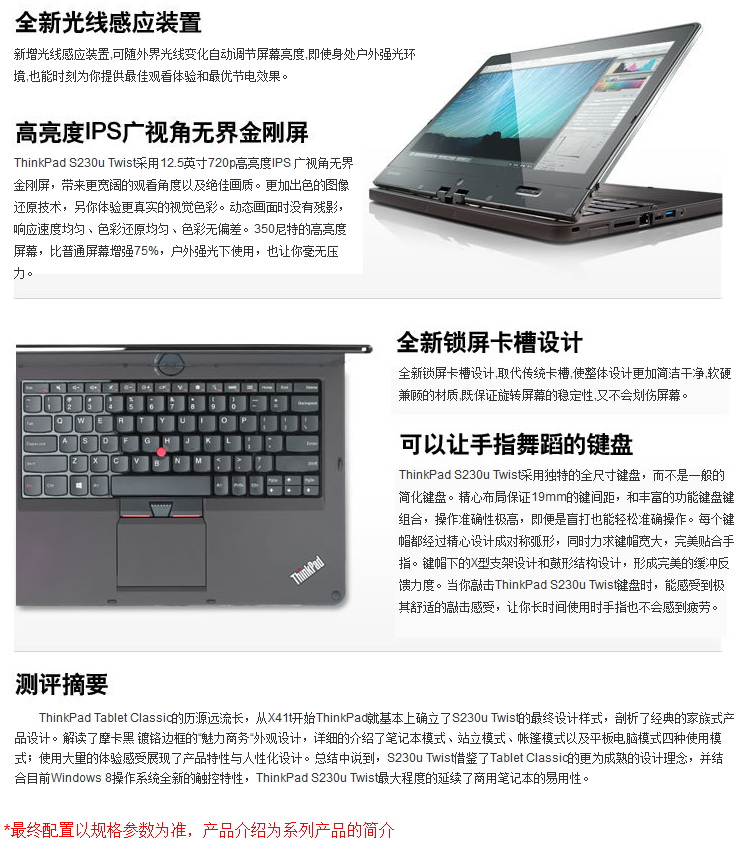 全新光线感应装置
新增光线感应装置,可随外界光线变化自动调节屏幕亮度,即使身处户外强光环
境,也能时刻为你提供最佳观看体验和最优节电效果。
高亮度IPS广视角无界金刚屏
ThinkPad S230u Twist采用12.5英寸720p高亮度IPS 广视角无界
金刚屏，带来更宽阔的观看角度以及绝佳画质。更加出色的图像
还原技术，另你体验更真实的视觉色彩。动态画面时没有残影，
响应速度均匀、色彩还原均匀、色彩无偏差。350尼特的高亮度
屏幕，比普通屏幕增强75%，户外强光下使用，也让你毫无压
力。
全新锁屏卡槽设计
全新锁屏卡槽设计,取代传统卡槽,使整体设计更加简洁干净,软硬
兼顾的材质,既保证旋转屏幕的稳定性,又不会划伤屏幕。
可以让手指舞蹈的键盘
ThinkPad S230u Twist采用独特的全尺寸键盘，而不是一般的
简化键盘。精心布局保证19mm的键间距，和丰富的功能键盘键
组合，操作准确性极高，即便是盲打也能轻松准确操作。每个键
帽都经过精心设计成对称弧形，同时力求键帽宽大，完美贴合手
指。键帽下的X型支架设计和鼓形结构设计，形成完美的缓冲反
馈力度。当你敲击ThinkPad S230u Twist键盘时，能感受到极
其舒适的敲击感受，让你长时间使用时手指也不会感到疲劳。
ThinkPad
测评摘要
ThinkPad Tablet Classic的历源远流长，从X41t开始ThinkPad就基本上确立了S230u Twist的最终设计样式，剖析了经典的家族式产
品设计。解读了摩卡黑 镀铬边框的“魅力商务”外观设计，详细的介绍了笔记本模式、站立模式、帐篷模式以及平板电脑模式四种使用模
式；使用大量的体验感受展现了产品特性与人性化设计。总结中说到，S230u Twist借鉴了Tablet Classic的更为成熟的设计理念，并结
合目前Windows 8操作系统全新的触控特性，ThinkPad S230u Twist最大程度的延续了商用笔记本的易用性。
*最终配置以规格参数为准，产品介绍为系列产品的简介